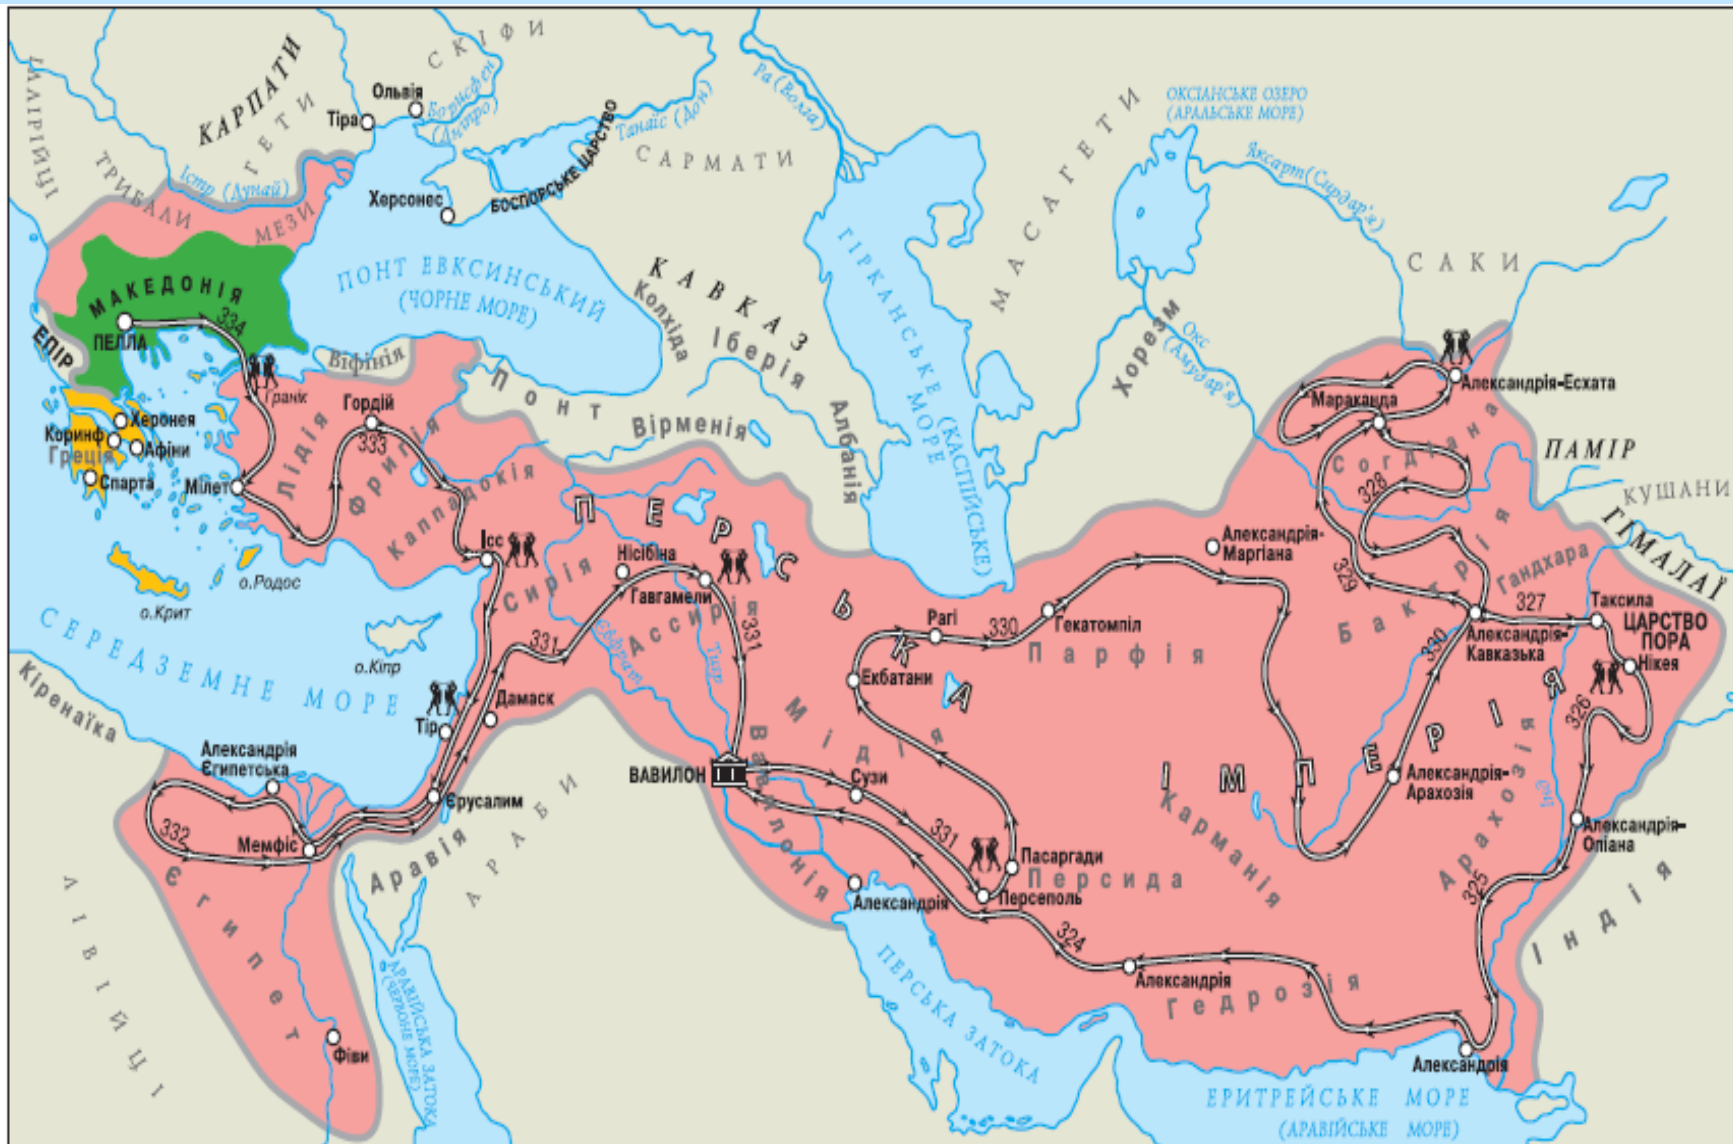 ІЛЛІРІЙЦІ
КАРПАТИ
СКІФИ
Ольвія
Тіра
Борисфен
(Дніпро)
ГЕТИ
ТРИБАЛИ
Істр (Дунай)
МЕЗИ
Херсонес
БОСПОРСЬКЕ ЦАРСТВО
Танаїс (Дон)
САРМАТИ
Ра (Волга)
МАСАГЕТИ
ОКСІАНСЬКЕ ОЗЕРО
(АРАЛЬСЬКЕ МОРЕ)
Яксарт (Сирдар'я)
САКИ
МАКЕДОНІЯ
ПЕЛЛА
334
ЕПІР
ПОНТ ЕВКСИНСЬКИЙ
(ЧОРНЕ МОРЕ)
КАВКАЗ
Колхіда
Іберія
Албанія
Вірменія
Понт
Віфінія
ГІРКАНСЬКЕ
МОРЕ (КАСПІЙСЬКЕ)
Хорезм
Окс
(Амудар'я)
Гранік
Херонея
Коринф
Греція
Афіни
Спарта
Мілет
Лідія
Гордій
333
Фригія
Каппадокія
Ісс
о.Родос
о.Крит
о.Кіпр
СЕРЕДЗЕМНЕ МОРЕ
Кіренаїка
Сирія
Нісібіна
Гавгамели
Ассирія
331
331
Євфрат
Тигр
Дамаск
Тір
Єрусалим
Александрія
Єгипетська
332
Мемфіс
Єгипет
Фіви
ЛІВІЙЦІ
Аравія
АРАБИ
АРАВІЙСЬКА ЗАТОКА
(ЧЕРВОНЕ МОРЕ)
ПЕРСЬКА ІМПЕРІЯ
ВАВИЛОН
Вавилонія
Мідія
Екбатани
Рагі
330
Гекатомпіл
Парфія
Сузи
331
Пасаргади
Персида
Персеполь
Александрія
ПЕРСЬКА ЗАТОКА
324
Александрія
Карманія
Гедрозія
Александрія
ЕРИТРЕЙСЬКЕ МОРЕ
(АРАВІЙСЬКЕ МОРЕ)
Александрія-
Маргіана
Мараканда
Александрія-Есхата
Согдіана
328
329
Бактрія
Гандхара
ПАМІР
КУШАНИ
ГІМАЛАЇ
327
Таксила
ЦАРСТВО
ПОРА
Нікея
Александрія-
Кавказька
330
326
Арахозія
Александрія-
Арахозія
Інд
Александрія-
Опіана
325
Індія